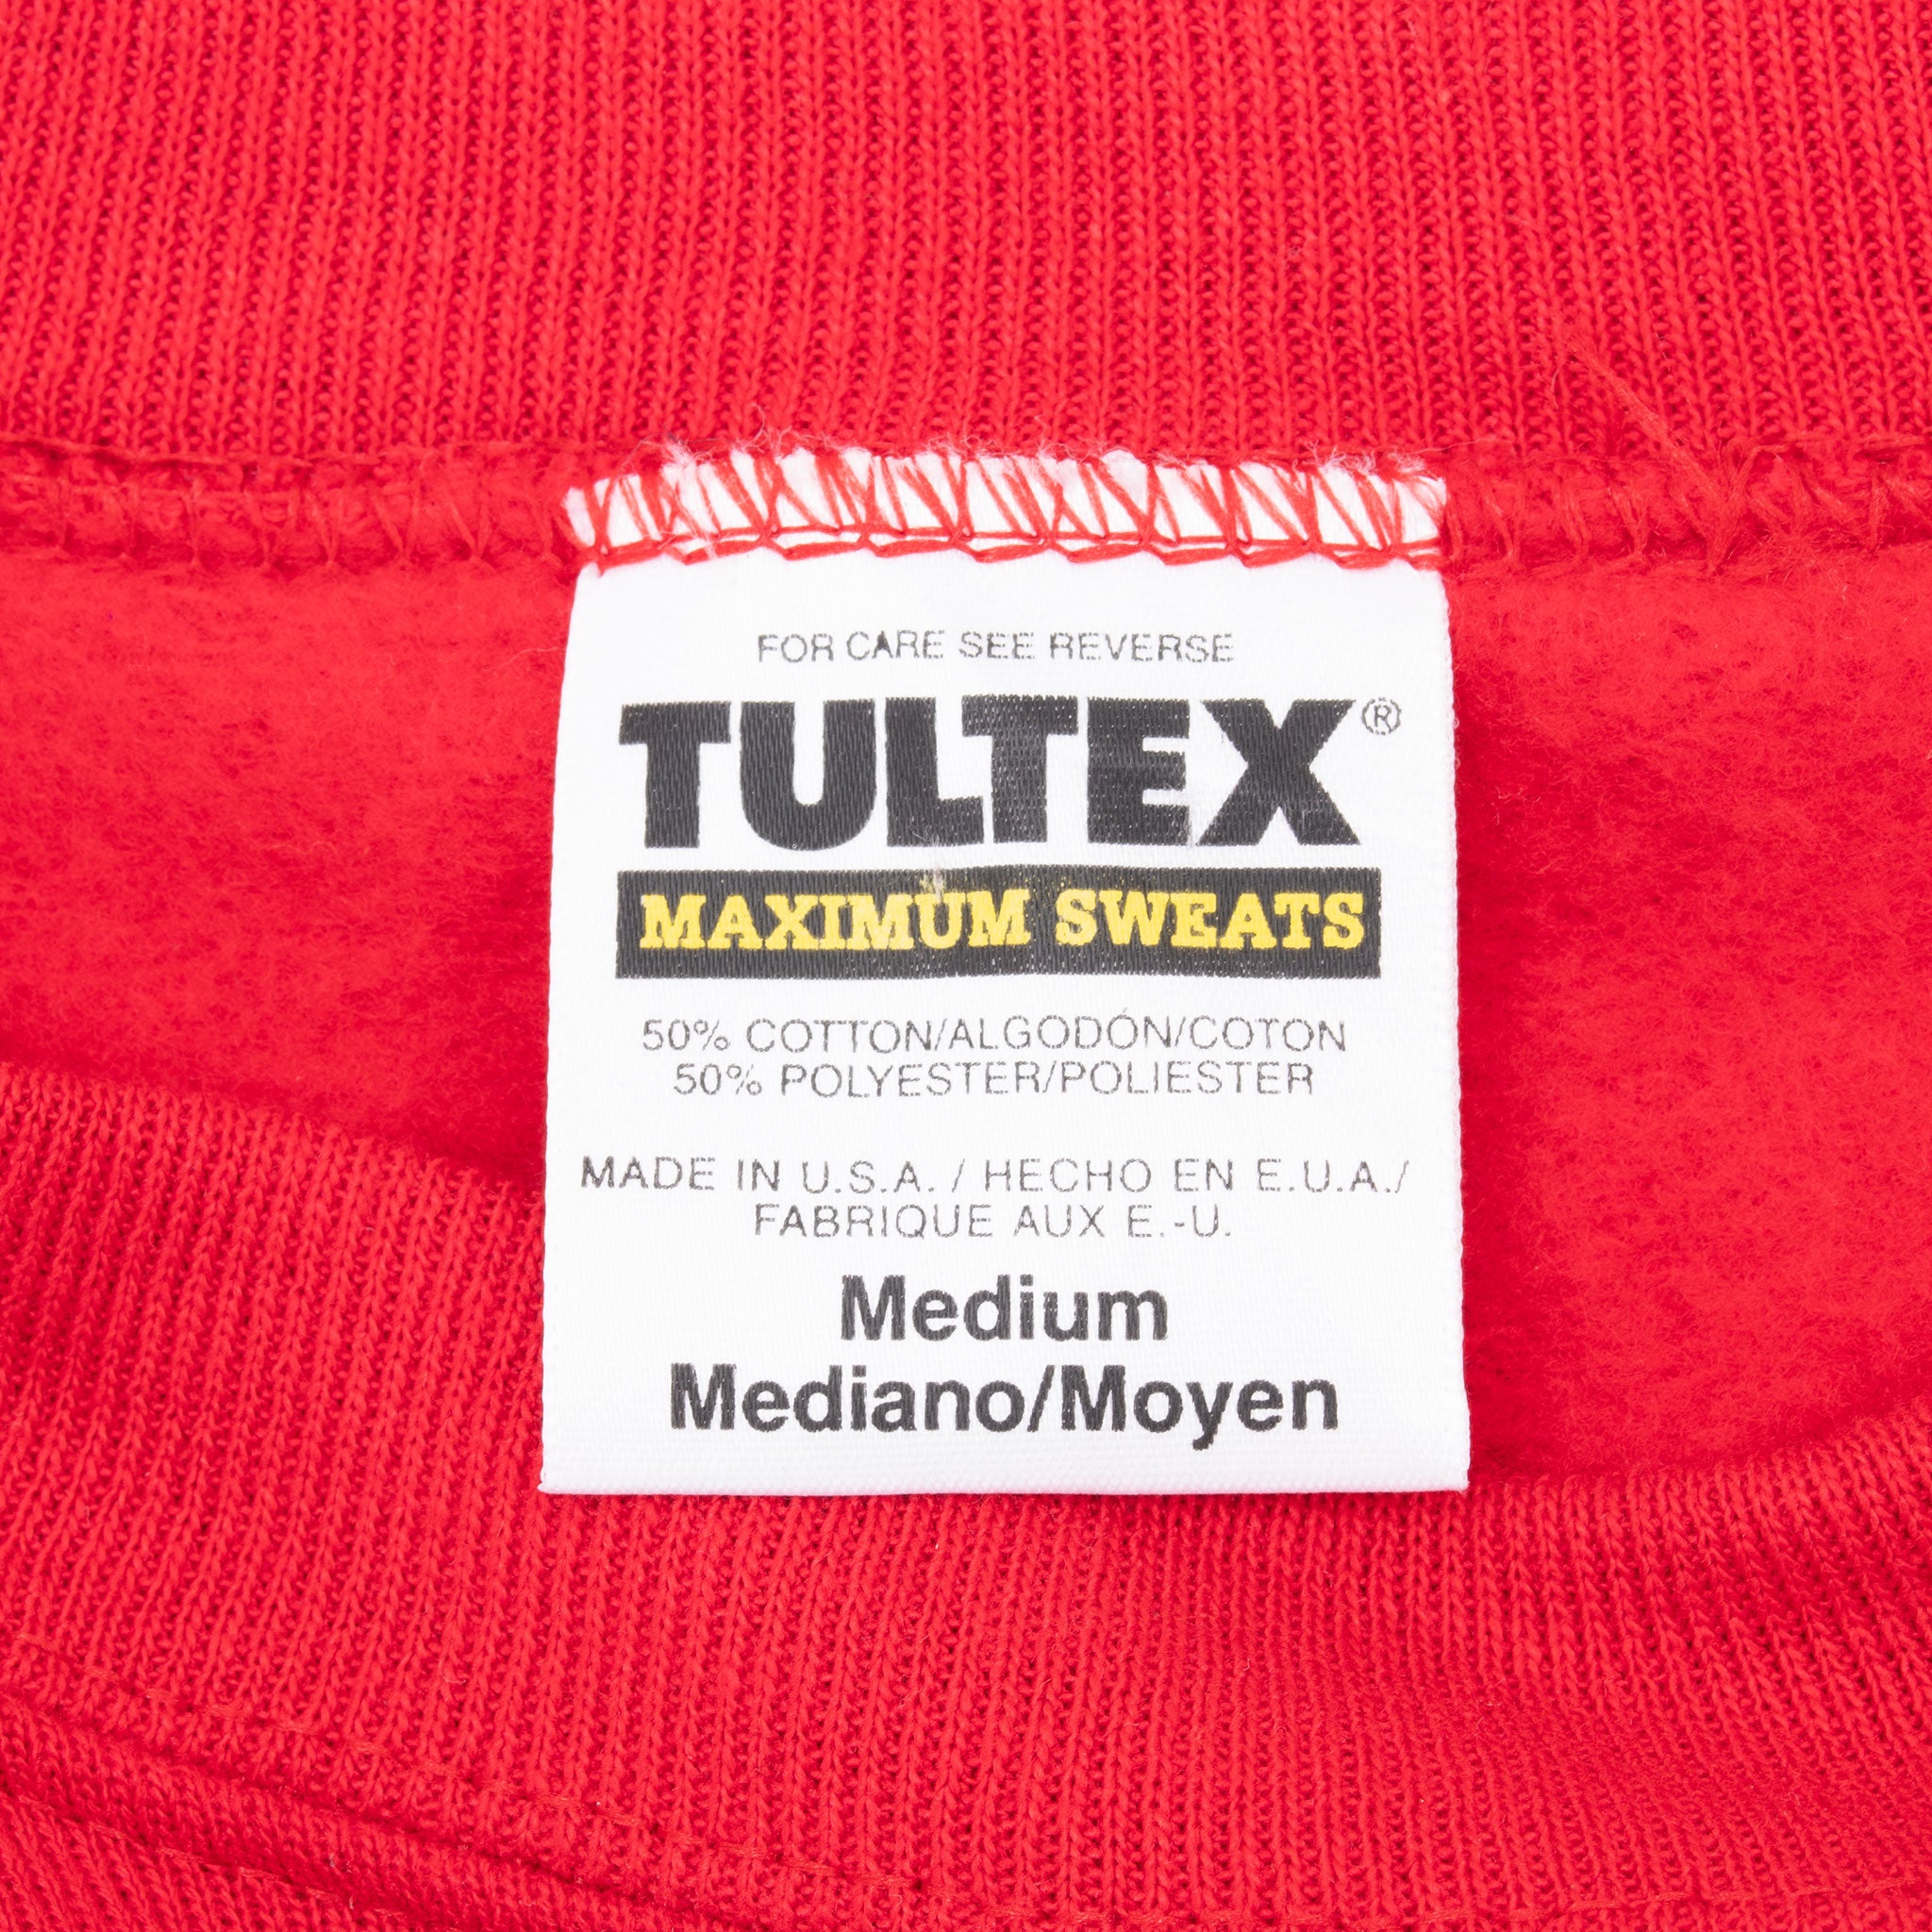 FOR CARE SEE REVERSE
TULTEX®
MAXIMUM SWEATS
50% COTTON/ALGODÓN/COTON
50% POLYESTER/POLIESTER
MADE IN U.S.A. / HECHO EN E.U.A./
FABRIQUE AUX E.-U.
Medium
Mediano/Moyen